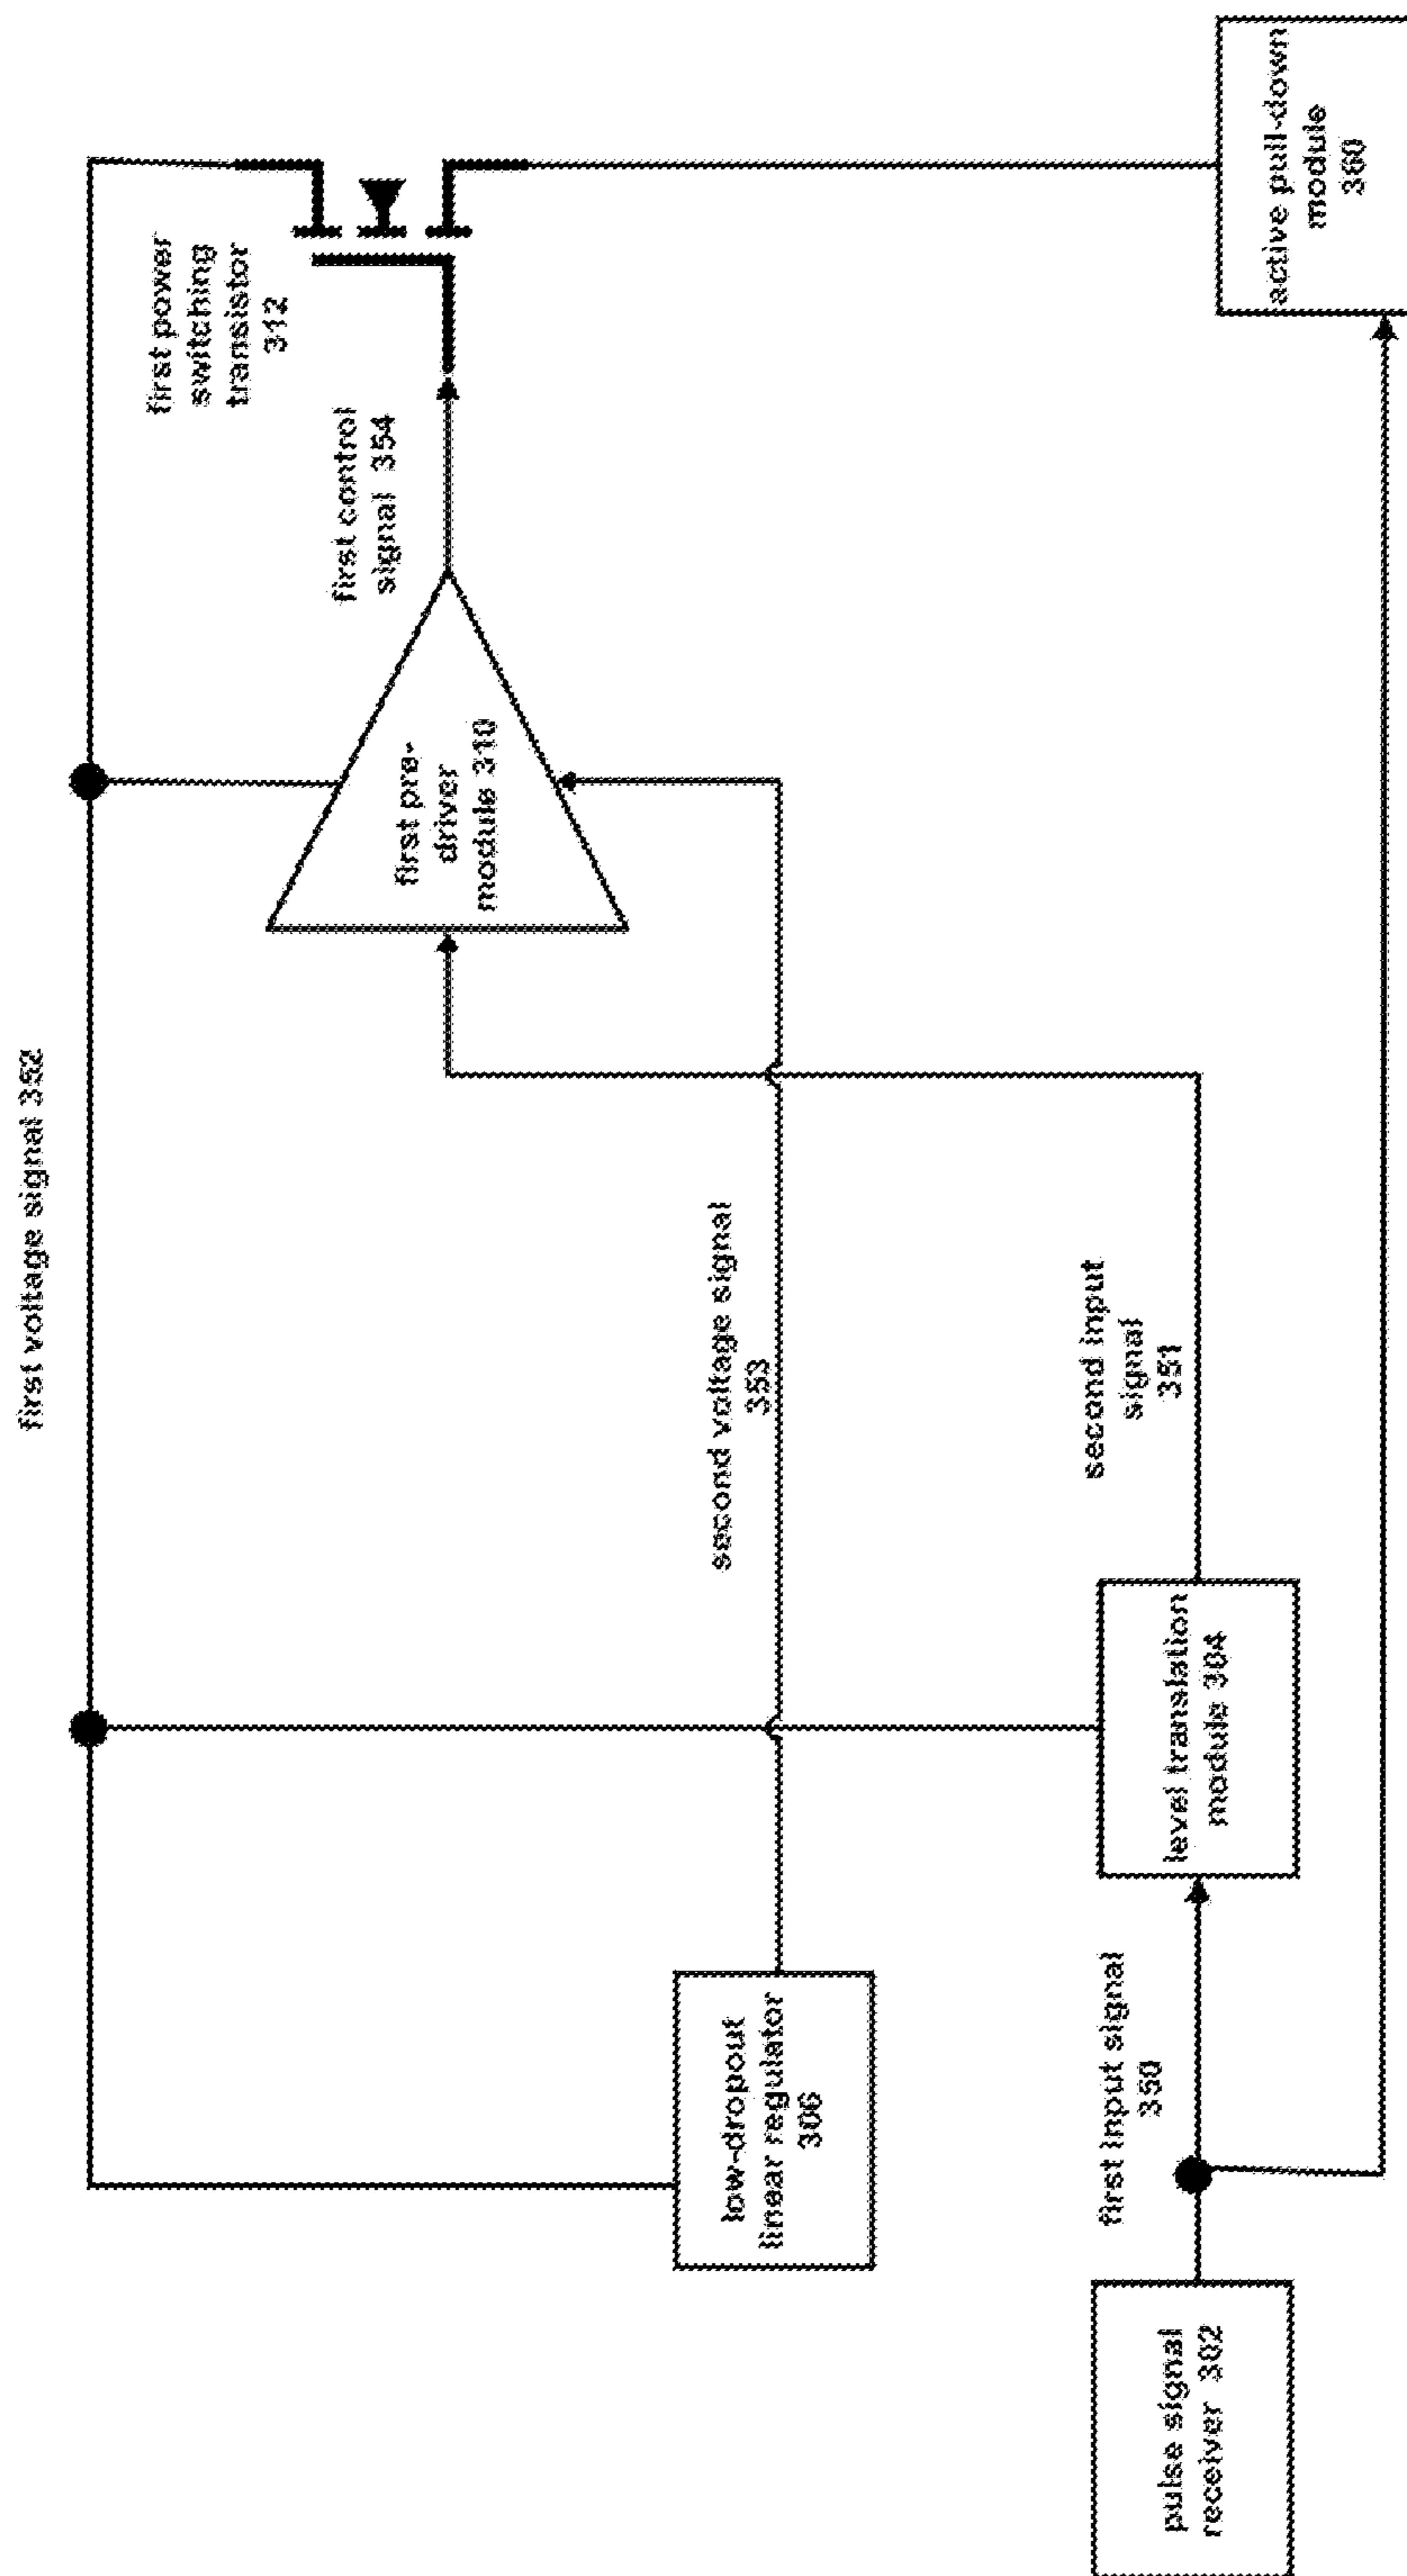 first voltage signal 352
first power
switching
transistor
312
first control
signal 354
first pre-
driver
module 310
second voltage signal
353
low-dropout
linear regulator
306
second input
signal
351
level translation
module 304
first input signal
350
pulse signal
receiver 302
active pull-down
module
360